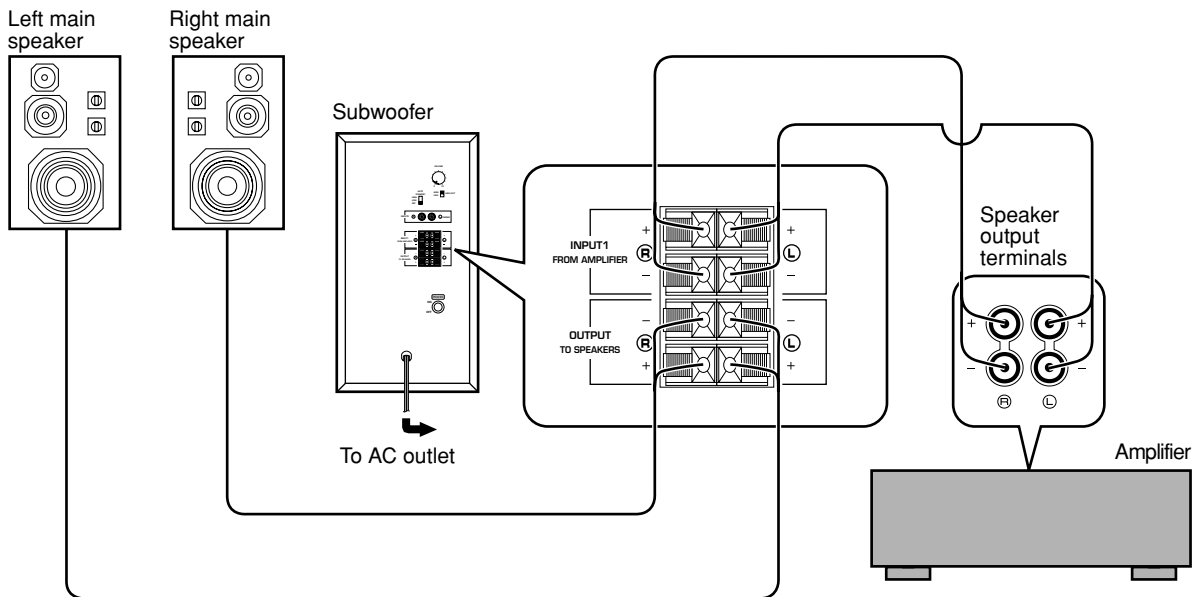 Left main
speaker
Right main
speaker
Subwoofer
To AC outlet
INPUT1
FROM AMPLIFIER
+
Ⓡ
–
+
Ⓛ
–
OUTPUT
TO SPEAKERS
–
Ⓡ
+
–
Ⓛ
+
Speaker
output
terminals
+ +
– –
Ⓡ Ⓛ
Amplifier